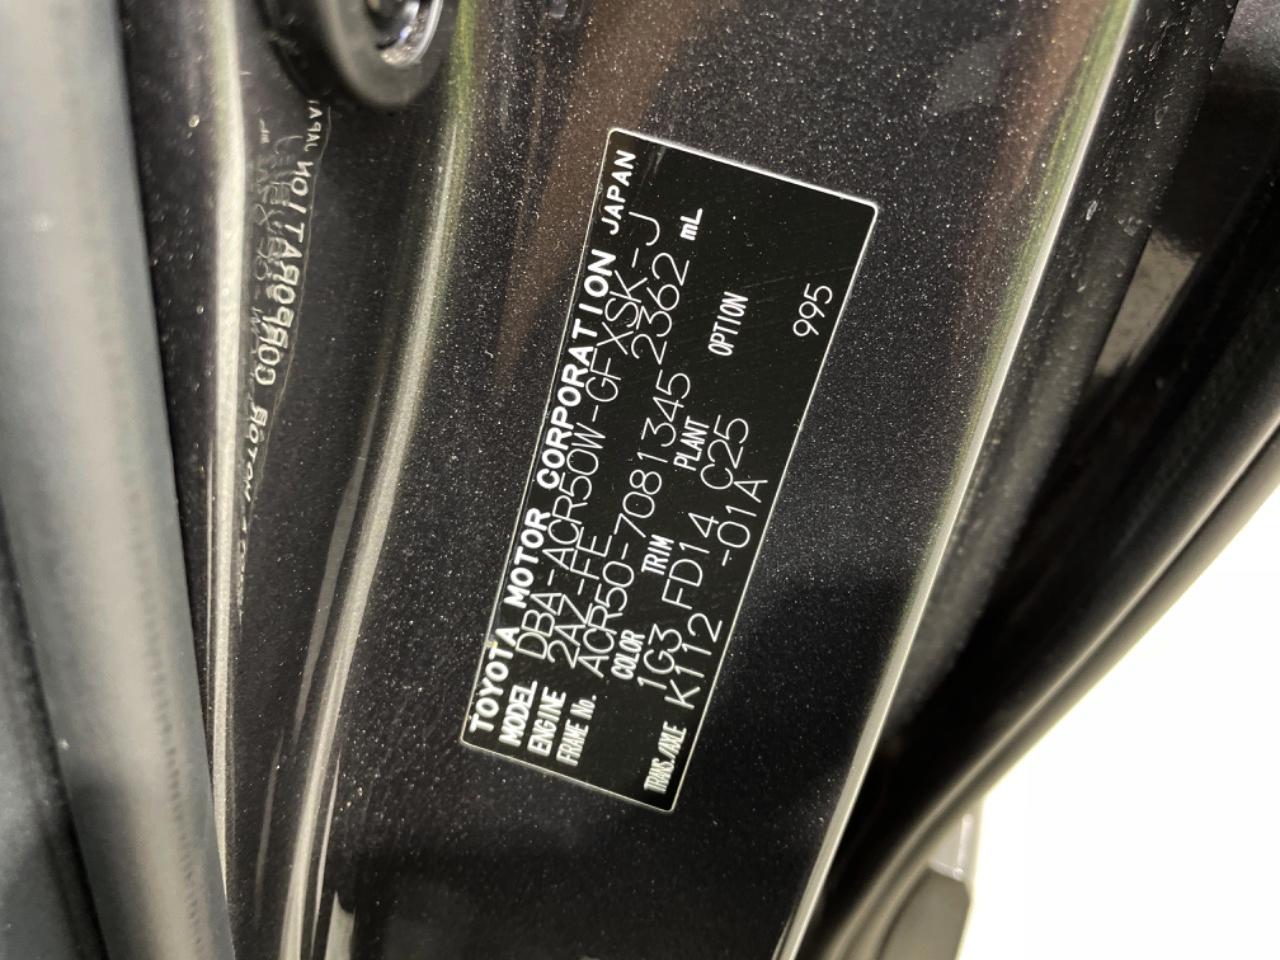 TOYOTA MOTOR CORPORATION JAPAN
MODEL DBA-ACR50W-GFXSK-J
ENGINE 2AZ-FE 2362 mL
FRAME No. ACR50-7081345
COLOR TRIM PLANT OPTION
1G3 FD14 C25
TRANS./AXLE K112 -01A 995